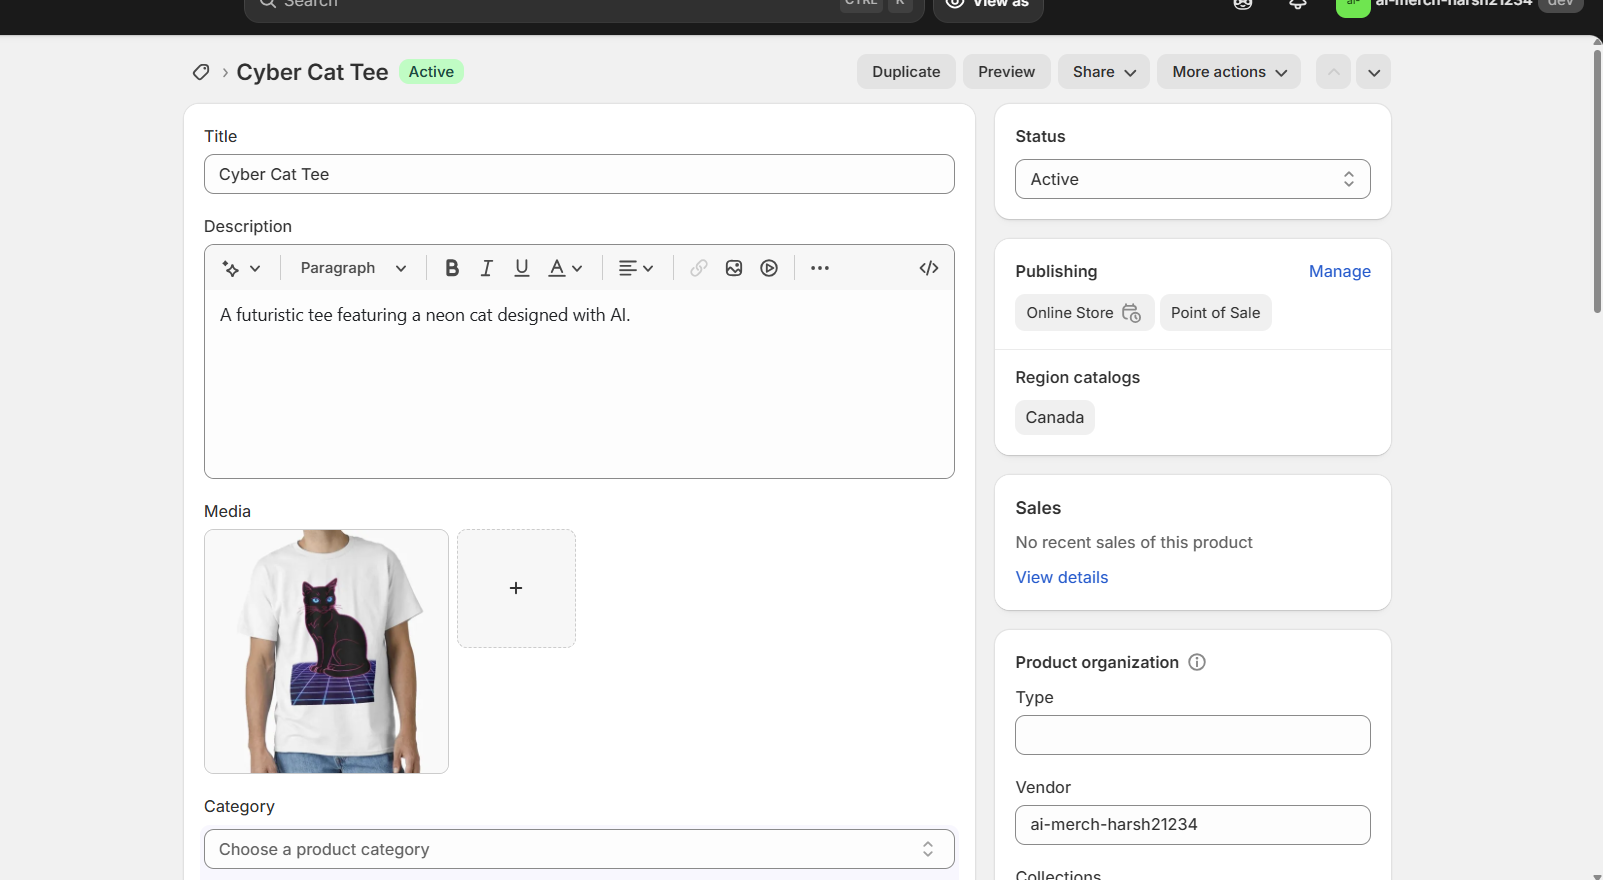 Search
CTRL K
View as
ai-
ai-merch-harsh21234
dev
Cyber Cat Tee
Active
Duplicate
Preview
Share
More actions
Title
Cyber Cat Tee
Description
Paragraph
B I U A
A futuristic tee featuring a neon cat designed with AI.
Media
Category
Choose a product category
Status
Active
Publishing
Manage
Online Store
Point of Sale
Region catalogs
Canada
Sales
No recent sales of this product
View details
Product organization
Type
Vendor
ai-merch-harsh21234
Collections